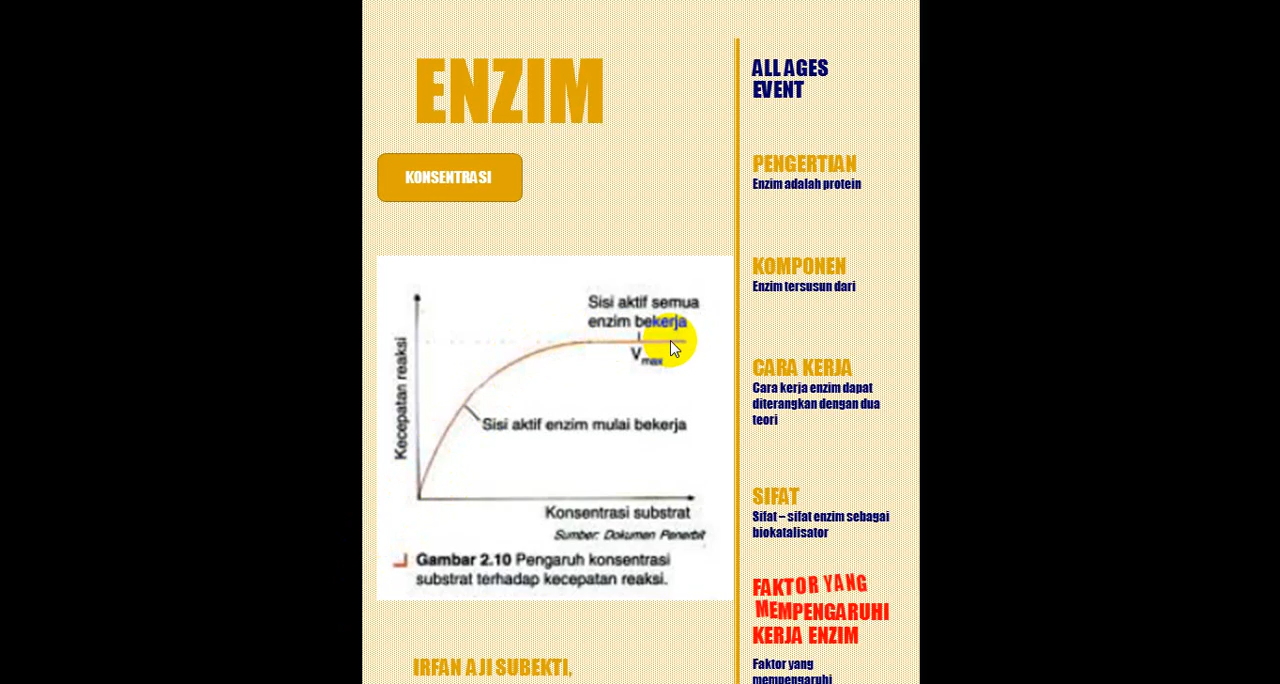 ENZIM
KONSENTRASI
Sisi aktif semua
enzim bekerja
Vmax
Kecepatan reaksi
Sisi aktif enzim mulai bekerja
Konsentrasi substrat
Sumber: Dokumen Penerbit
Gambar 2.10 Pengaruh konsentrasi
substrat terhadap kecepatan reaksi.
IRFAN AJI SUBEKTI,
ALL AGES
EVENT
PENGERTIAN
Enzim adalah protein
KOMPONEN
Enzim tersusun dari
CARA KERJA
Cara kerja enzim dapat
diterangkan dengan dua
teori
SIFAT
Sifat – sifat enzim sebagai
biokatalisator
FAKTOR YANG
MEMPENGARUHI
KERJA ENZIM
Faktor yang
mempengaruhi